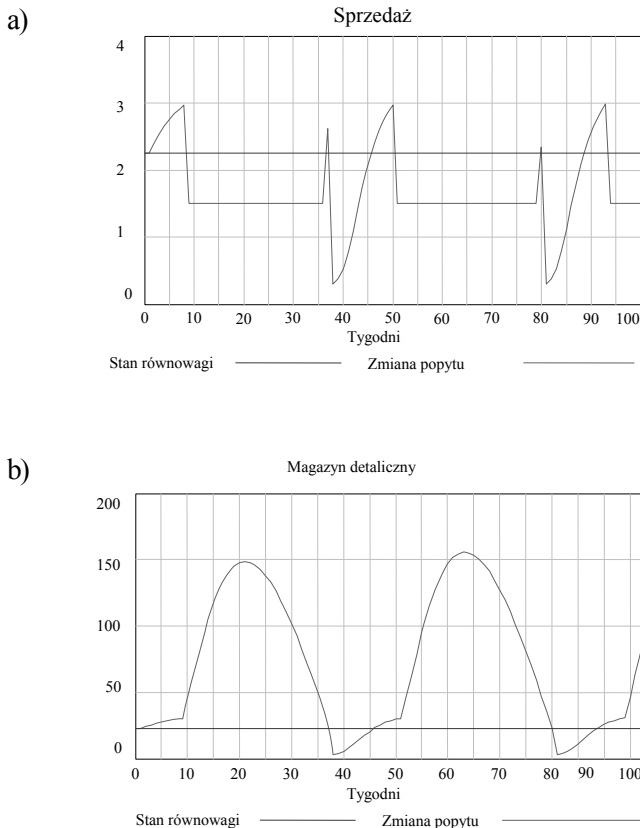 a)
Sprzedaż
4
3
2
1
0
0 10 20 30 40 50 60 70 80 90 100
Tygodni
Stan równowagi Zmiana popytu
b)
Magazyn detaliczny
200
150
100
50
0
0 10 20 30 40 50 60 70 80 90 100
Tygodni
Stan równowagi Zmiana popytu